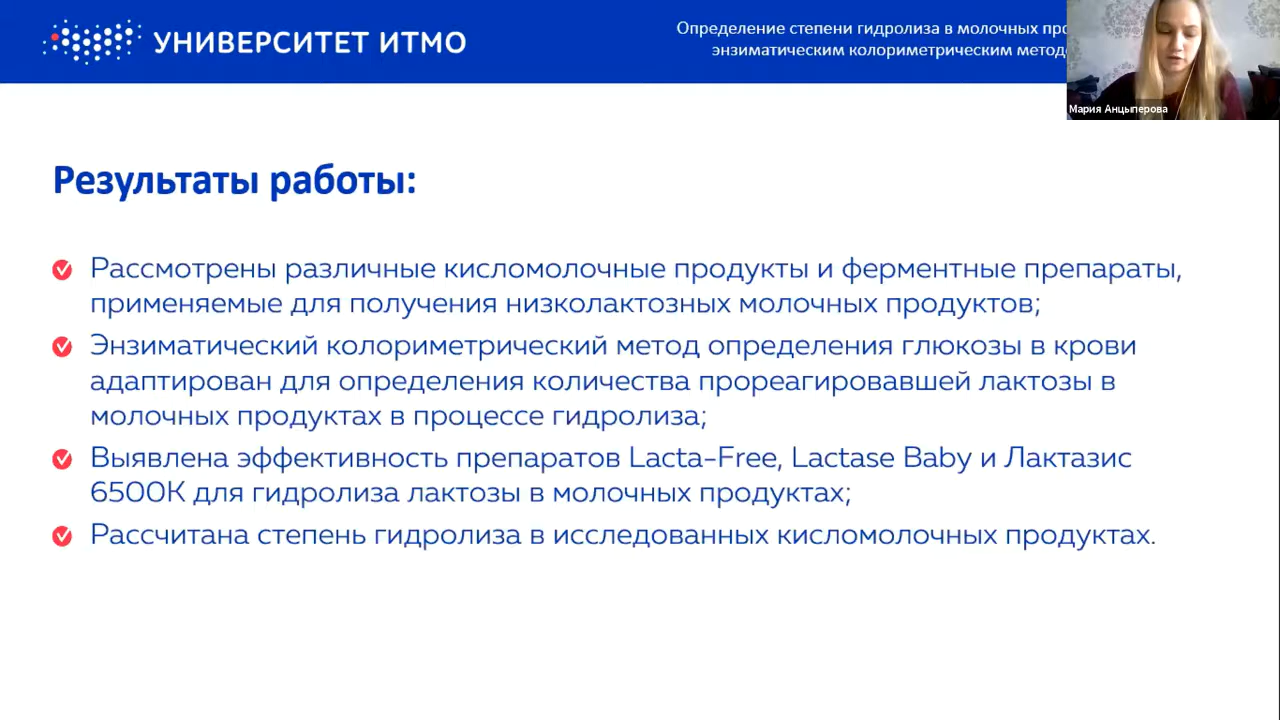 УНИВЕРСИТЕТ ИТМО
Определение степени гидролиза в молочных
энзиматическим колориметрическим
Мария Анцыперова
Результаты работы:
Рассмотрены различные кисломолочные продукты и ферментные препараты,
применяемые для получения низколактозных молочных продуктов;
Энзиматический колориметрический метод определения глюкозы в крови
адаптирован для определения количества прореагировавшей лактозы в
молочных продуктах в процессе гидролиза;
Выявлена эффективность препаратов Lacta-Free, Lactase Baby и Лактазис
6500К для гидролиза лактозы в молочных продуктах;
Рассчитана степень гидролиза в исследованных кисломолочных продуктах.